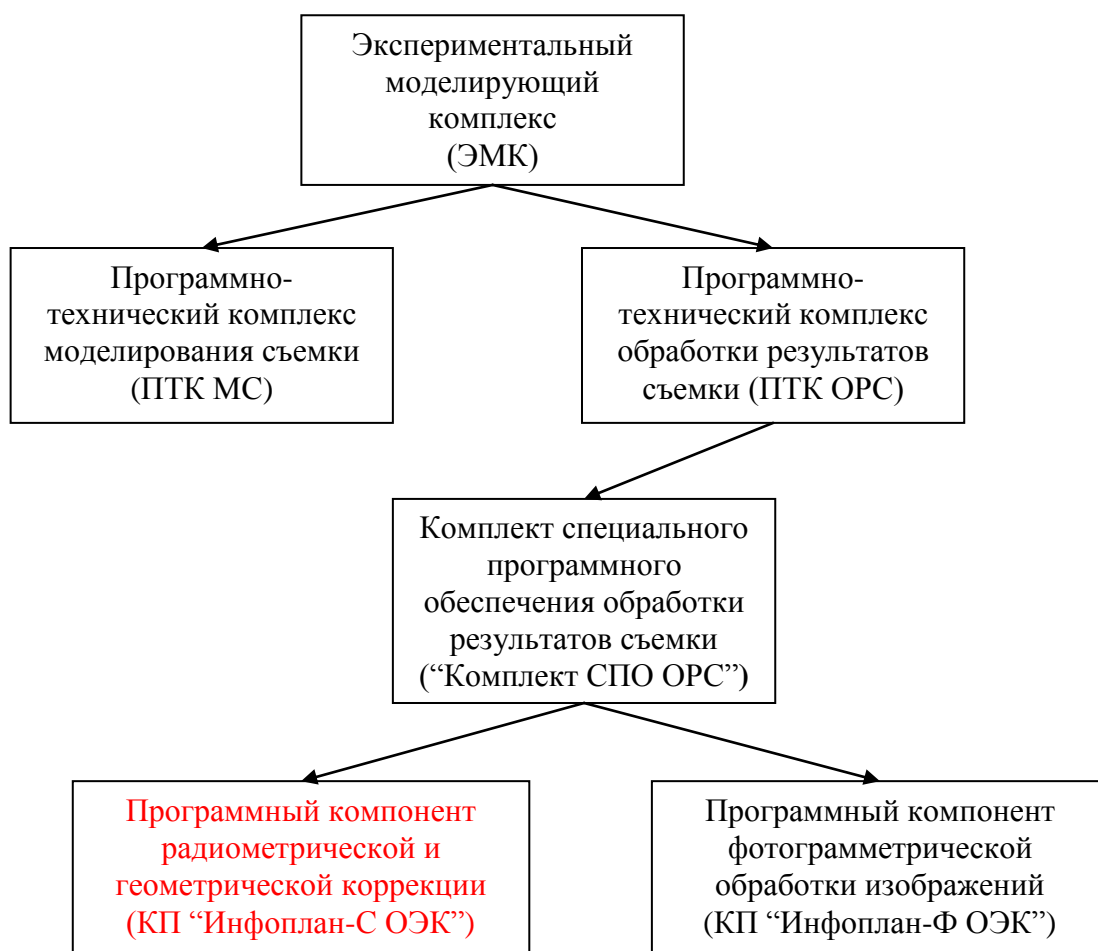 Экспериментальный
моделирующий
комплекс
(ЭМК)
Программно-
технический комплекс
моделирования съемки
(ПТК МС)
Программно-
технический комплекс
обработки результатов
съемки (ПТК ОРС)
Комплект специального
программного
обеспечения обработки
результатов съемки
(“Комплект СПО ОРС”)
Программный компонент
радиометрической и
геометрической коррекции
(КП “Инфоплан-С ОЭК”)
Программный компонент
фотограмметрической
обработки изображений
(КП “Инфоплан-Ф ОЭК”)